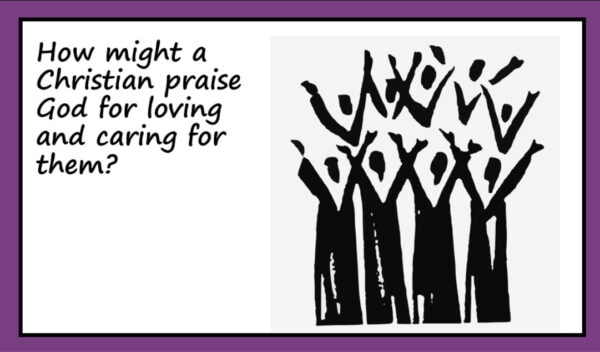 How might a
Christian praise
God for loving
and caring for
them?